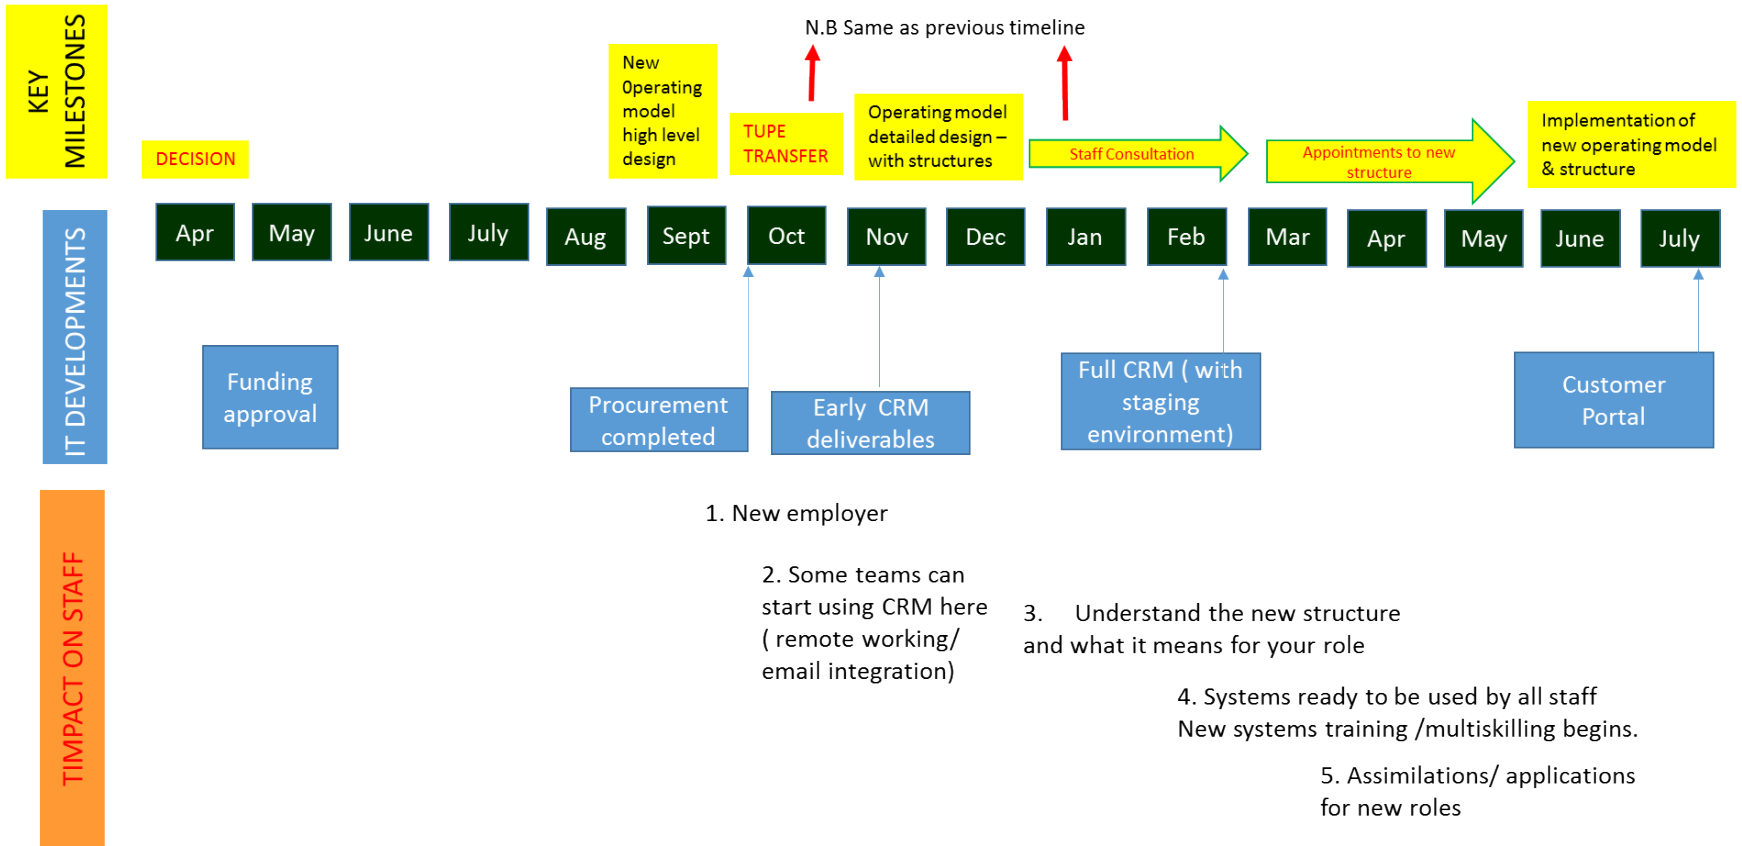 KEY
MILESTONES
N.B Same as previous timeline
DECISION
New
0perating
model
high level
design
TUPE
TRANSFER
Operating model
detailed design –
with structures
Staff Consultation
Appointments to new
structure
Implementation of
new operating model
& structure
Apr
May
June
July
Aug
Sept
Oct
Nov
Dec
Jan
Feb
Mar
Apr
May
June
July
IT DEVELOPMENTS
Funding
approval
Procurement
completed
Early CRM
deliverables
Full CRM ( with
staging
environment)
Customer
Portal
TIMPACT ON STAFF
1. New employer
2. Some teams can
start using CRM here
( remote working/
email integration)
3. Understand the new structure
and what it means for your role
4. Systems ready to be used by all staff
New systems training /multiskilling begins.
5. Assimilations/ applications
for new roles